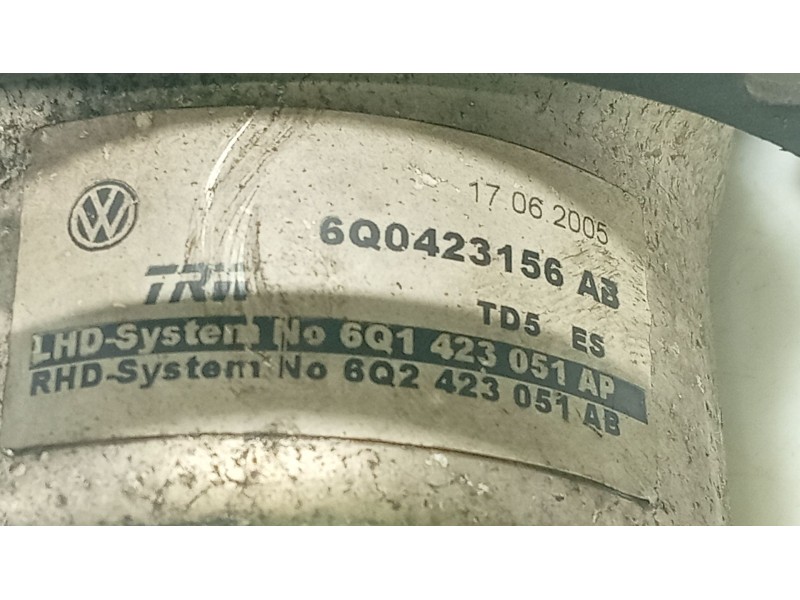 17.06.2005
VW
6Q0423156 AB
TRW
TD5 ES
LHD-System No 6Q1 423 051 AP
RHD-System No 6Q2 423 051 AB